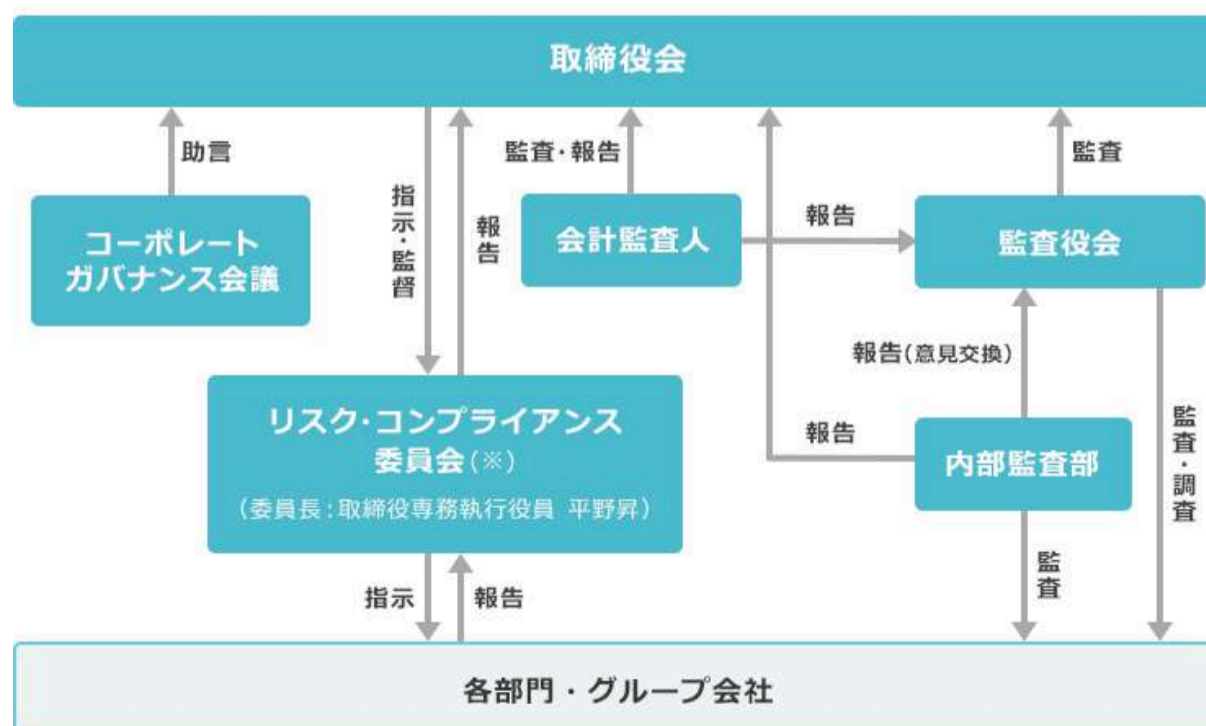 取締役会
助言
指示・監督
報告
監査・報告
監査
コーポレート
ガバナンス会議
会計監査人
報告
監査役会
報告(意見交換)
リスク・コンプライアンス
委員会(※)
(委員長:取締役専務執行役員 平野昇)
報告
内部監査部
監査・調査
指示
報告
監査
各部門・グループ会社